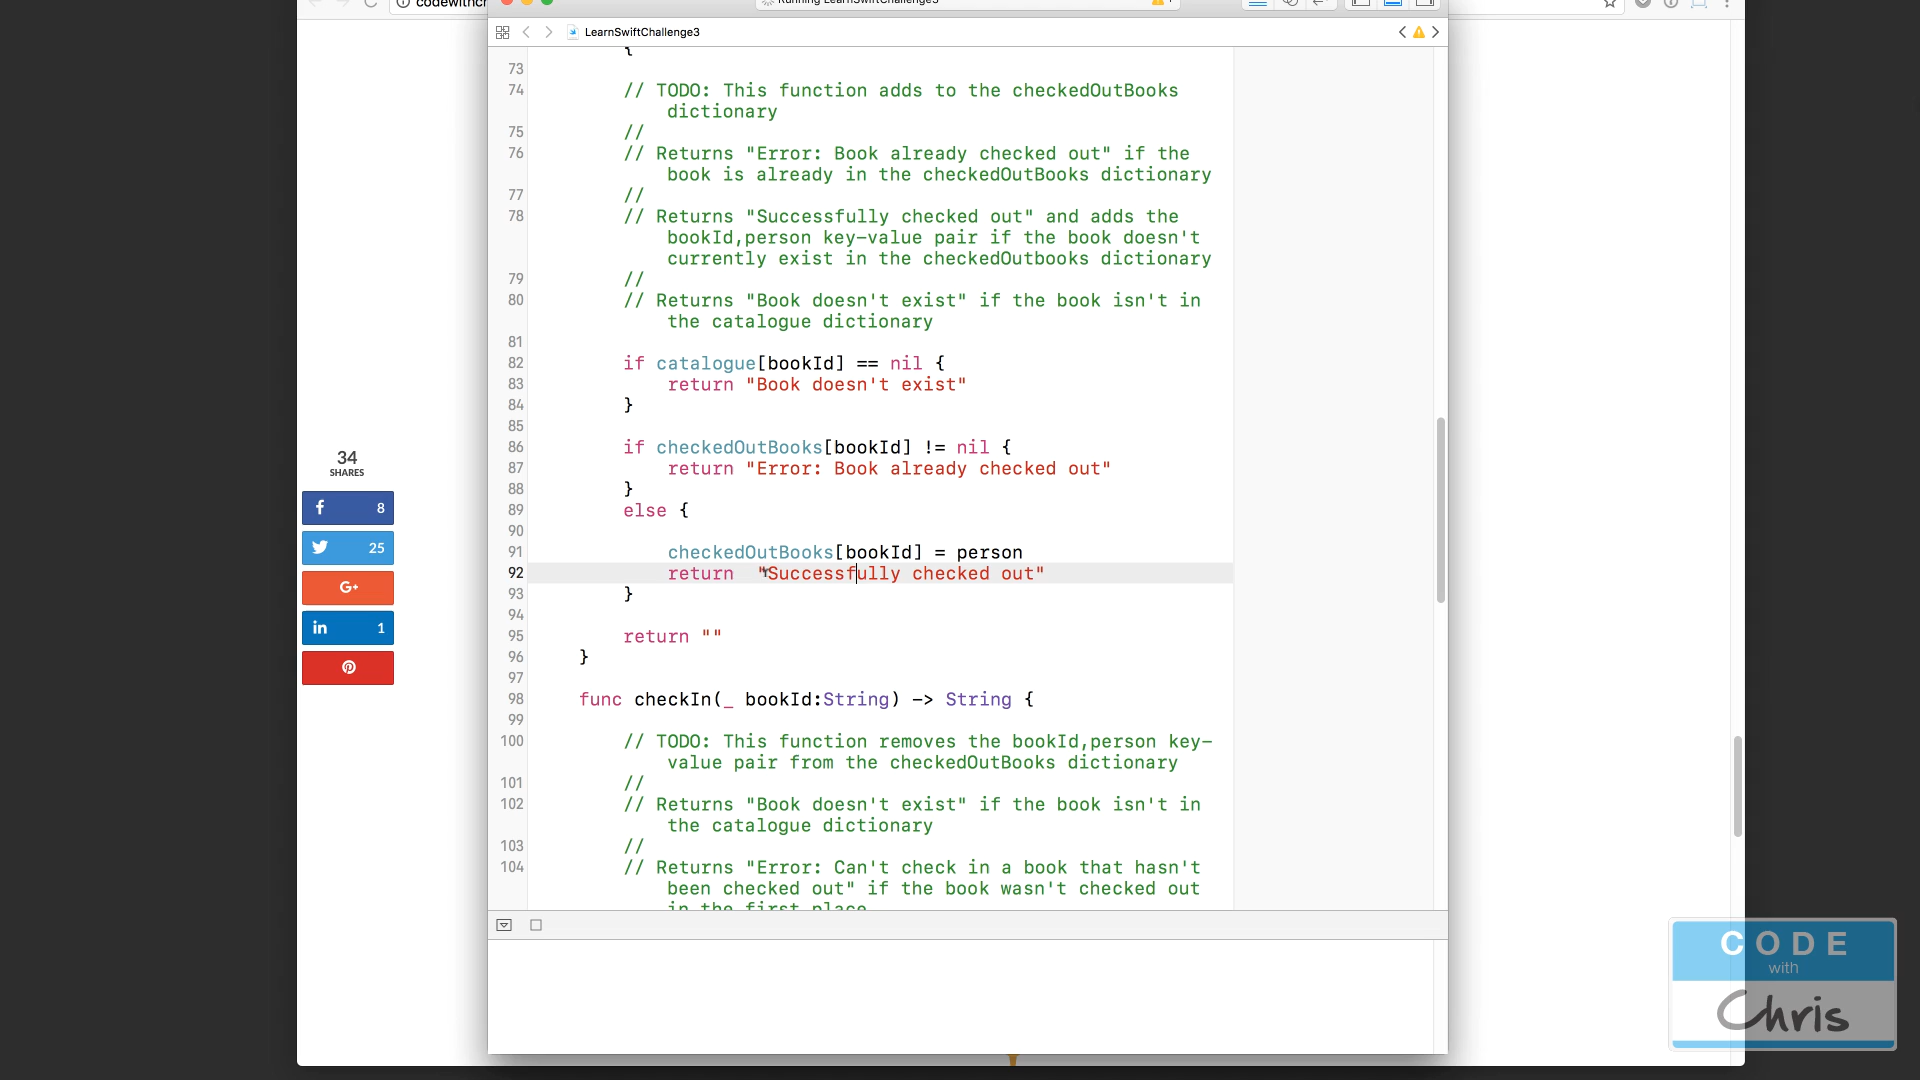 codewithch
Running LearnSwiftChallenge3
LearnSwiftChallenge3
{
73
74 // TODO: This function adds to the checkedOutBooks
dictionary
75 //
76 // Returns "Error: Book already checked out" if the
book is already in the checkedOutBooks dictionary
77 //
78 // Returns "Successfully checked out" and adds the
bookId,person key-value pair if the book doesn't
currently exist in the checkedOutbooks dictionary
79 //
80 // Returns "Book doesn't exist" if the book isn't in
the catalogue dictionary
81
82 if catalogue[bookId] == nil {
83 return "Book doesn't exist"
84 }
85
86 if checkedOutBooks[bookId] != nil {
87 return "Error: Book already checked out"
88 }
89 else {
90
91 checkedOutBooks[bookId] = person
92 return  "Successfully checked out"
93 }
94
95 return ""
96 }
97
98 func checkIn(_ bookId:String) -> String {
99
100 // TODO: This function removes the bookId,person key-
value pair from the checkedOutBooks dictionary
101 //
102 // Returns "Book doesn't exist" if the book isn't in
the catalogue dictionary
103 //
104 // Returns "Error: Can't check in a book that hasn't
been checked out" if the book wasn't checked out
in the first place
34
SHARES
f 8
25
G+
in 1
CODE
with
Chris